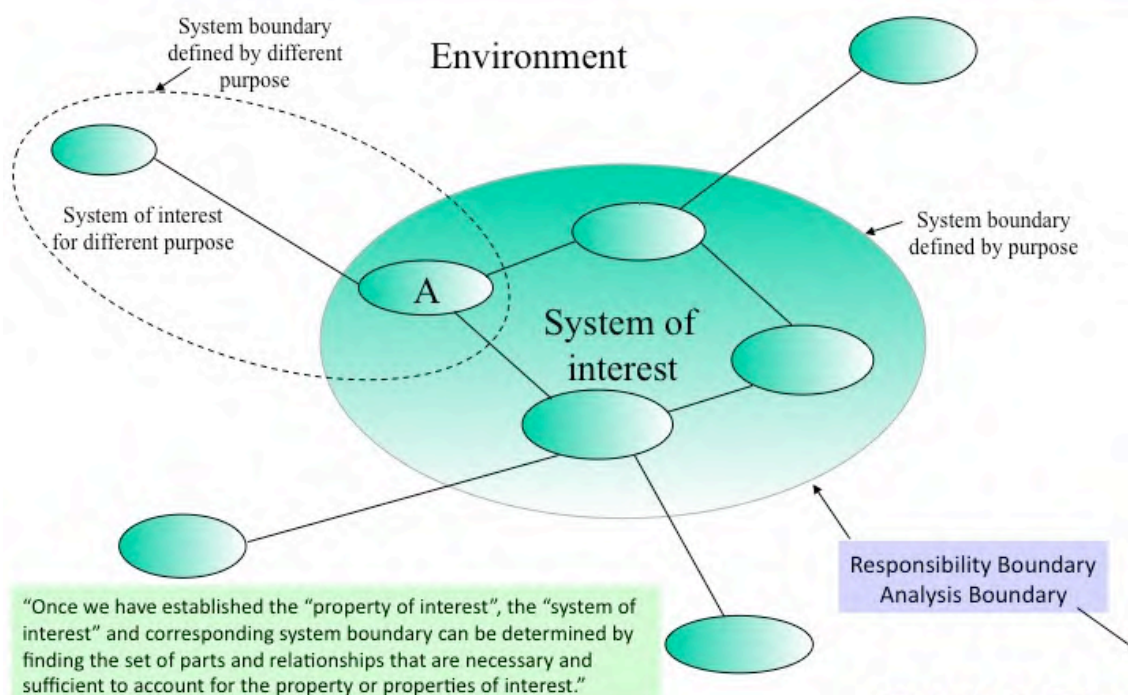 System boundary
defined by different
purpose
Environment
System of interest
for different purpose
System boundary
defined by purpose
A
System of
interest
Responsibility Boundary
Analysis Boundary
“Once we have established the “property of interest”, the “system of
interest” and corresponding system boundary can be determined by
finding the set of parts and relationships that are necessary and
sufficient to account for the property or properties of interest.”